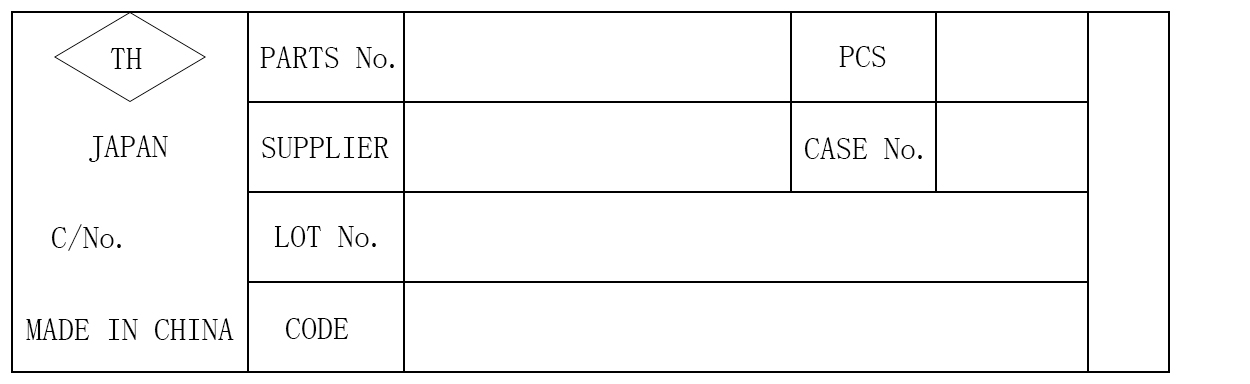 TH
PARTS No.
PCS
JAPAN
SUPPLIER
CASE No.
C/No.
LOT No.
MADE IN CHINA
CODE